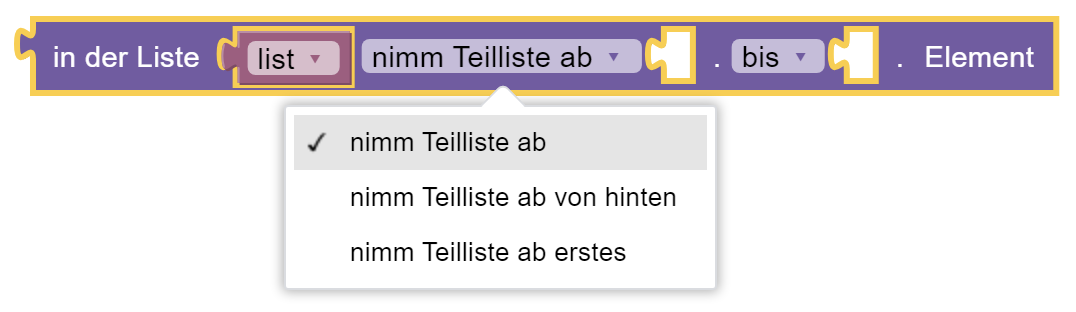 in der Liste list ▾ nimm Teilliste ab ▾ . bis ▾ . Element
✓ nimm Teilliste ab
nimm Teilliste ab von hinten
nimm Teilliste ab erstes